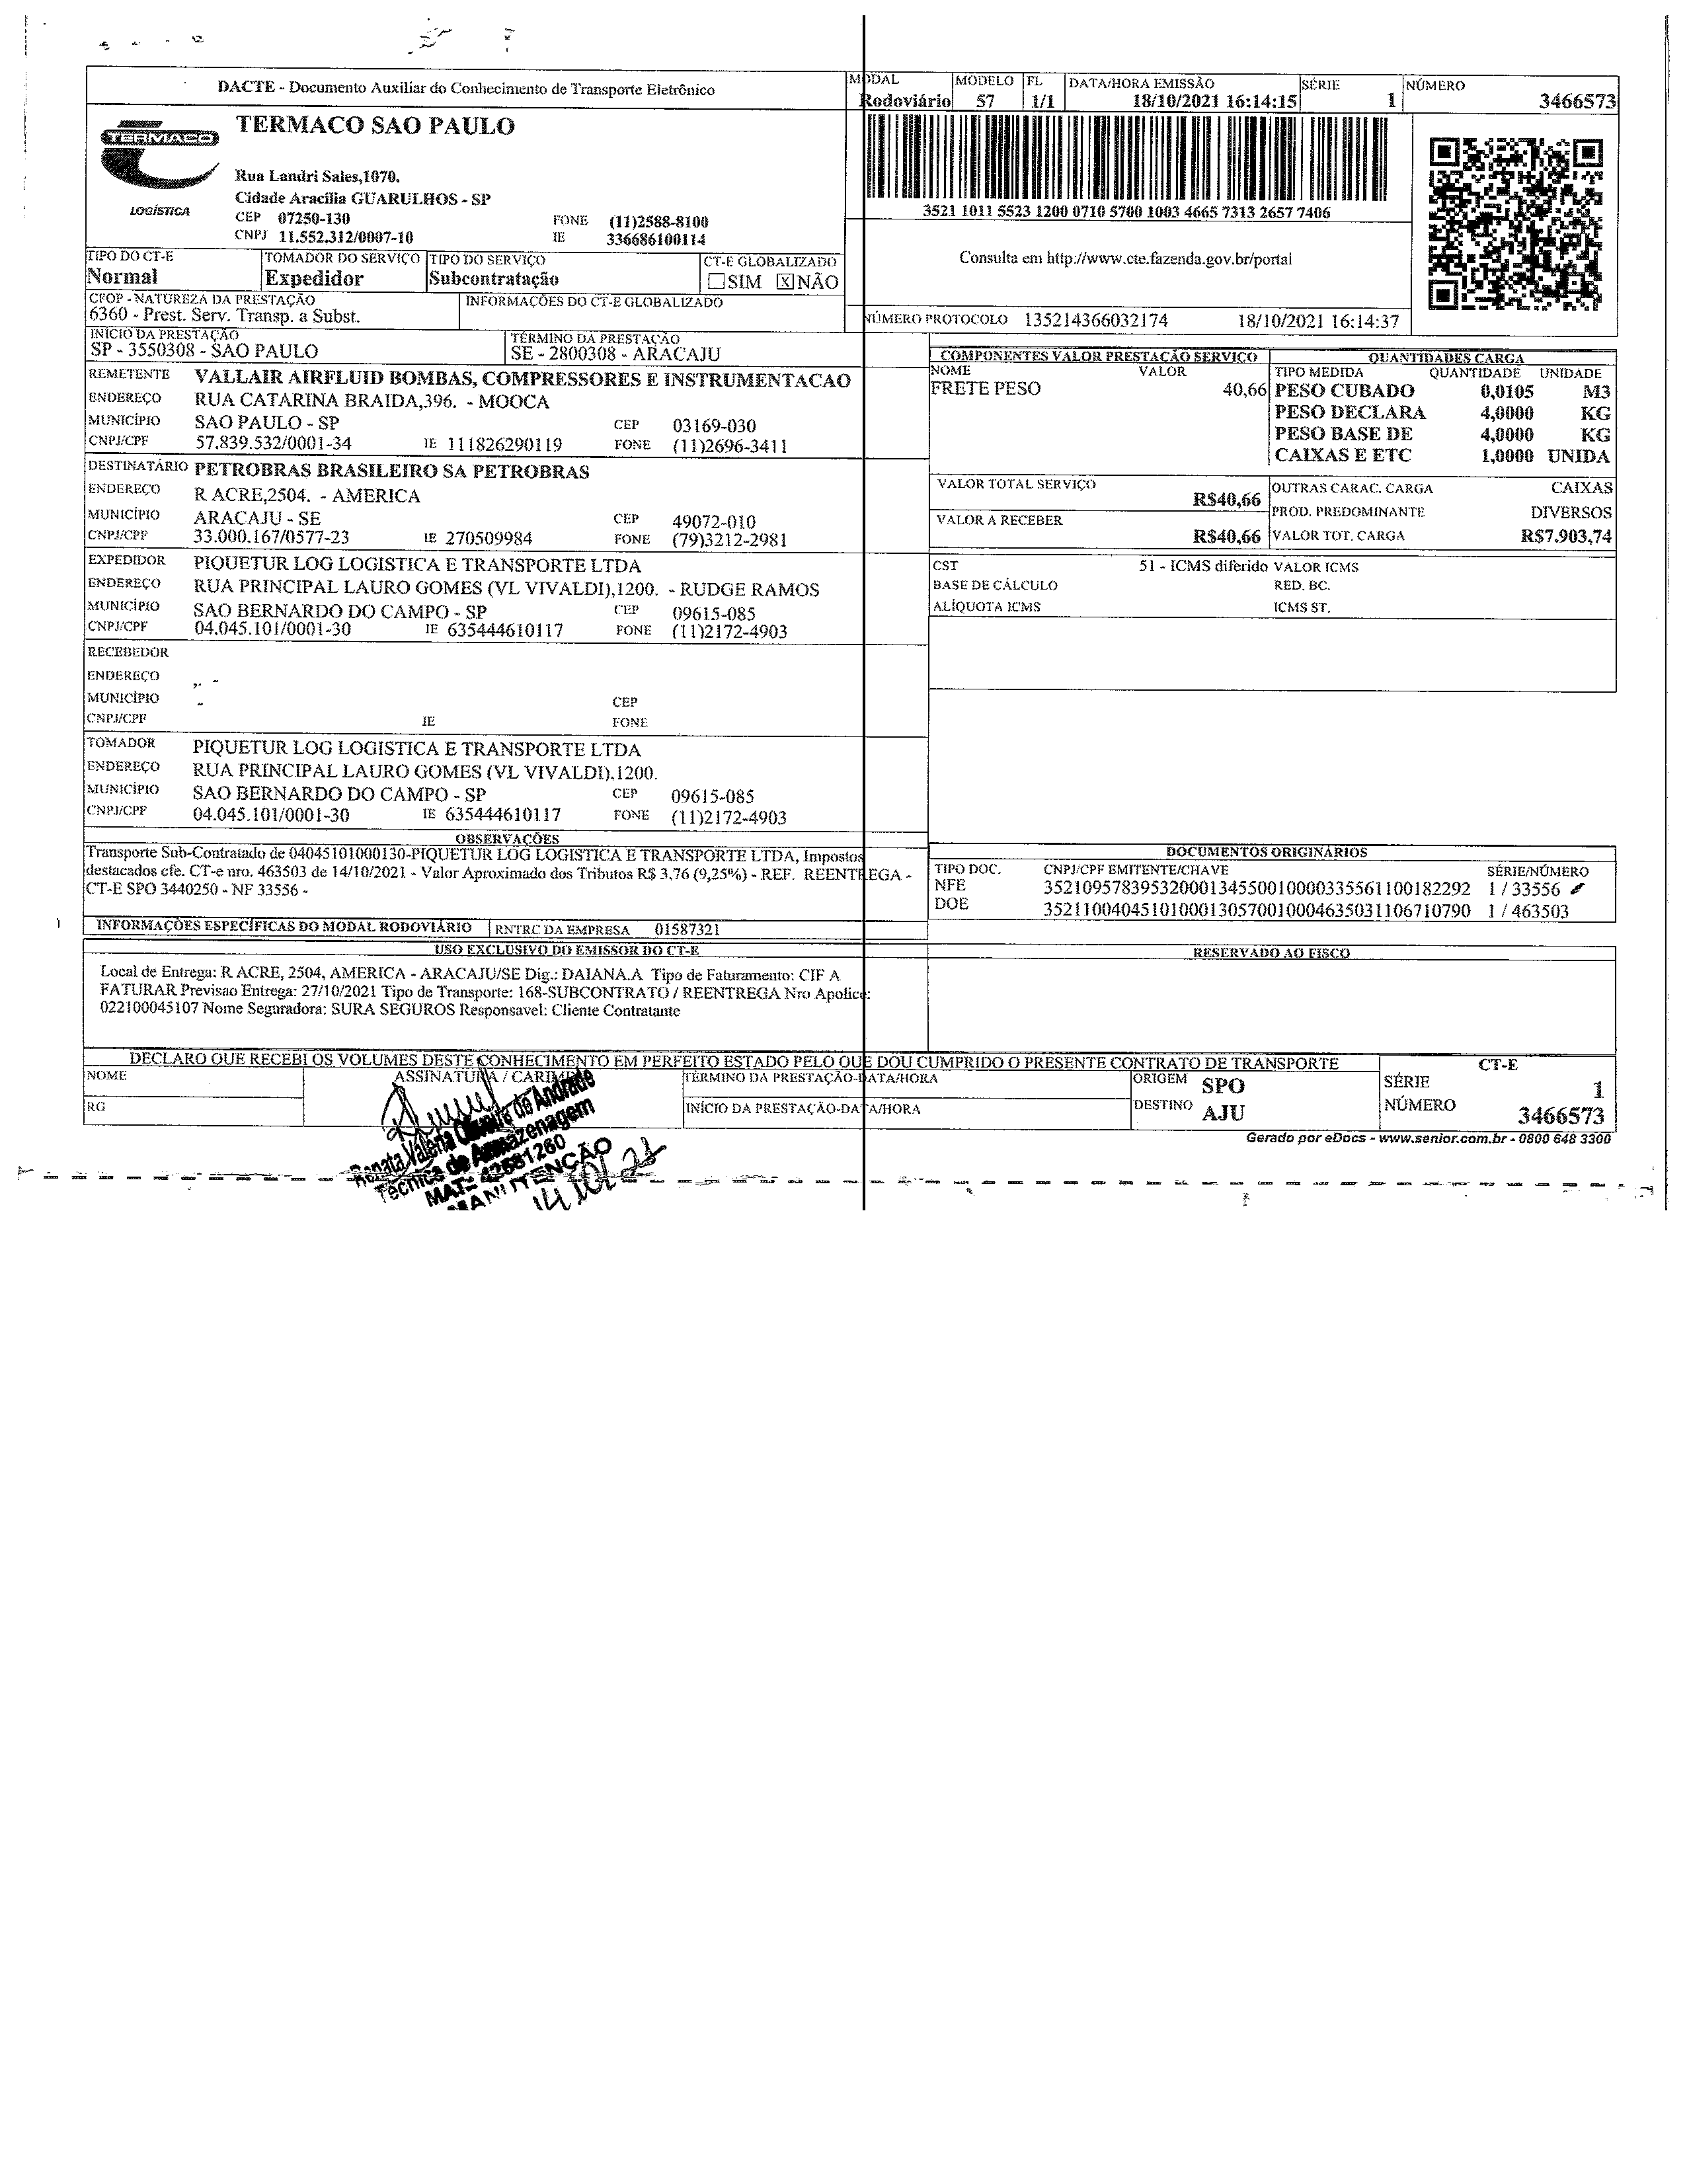 DACTE - Documento Auxiliar do Conhecimento de Transporte Eletrônico
MODAL MODELO FL DATA/HORA EMISSÃO SÉRIE NÚMERO
Rodoviário 57 1/1 18/10/2021 16:14:15 1 3466573
TERMACO
LOGÍSTICA
TERMACO SAO PAULO
Rua Landri Sales,1070.
Cidade Aracília GUARULHOS - SP
CEP 07250-130 FONE (11)2588-8100
CNPJ 11.552.312/0007-10 IE 336686100114
3521 1011 5523 1200 0710 5700 1003 4665 7313 2657 7406
Consulta em http://www.cte.fazenda.gov.br/portal
NÚMERO PROTOCOLO 135214366032174 18/10/2021 16:14:37
TIPO DO CT-E TOMADOR DO SERVIÇO TIPO DO SERVIÇO CT-E GLOBALIZADO
Normal Expedidor Subcontratação SIM X NÃO
CFOP - NATUREZA DA PRESTAÇÃO INFORMAÇÕES DO CT-E GLOBALIZADO
6360 - Prest. Serv. Transp. a Subst.
INÍCIO DA PRESTAÇÃO TÉRMINO DA PRESTAÇÃO
SP - 3550308 - SAO PAULO SE - 2800308 - ARACAJU
REMETENTE VALLAIR AIRFLUID BOMBAS, COMPRESSORES E INSTRUMENTACAO
ENDEREÇO RUA CATARINA BRAIDA,396. - MOOCA
MUNICÍPIO SAO PAULO - SP CEP 03169-030
CNPJ/CPF 57.839.532/0001-34 IE 111826290119 FONE (11)2696-3411
DESTINATÁRIO PETROBRAS BRASILEIRO SA PETROBRAS
ENDEREÇO R ACRE,2504. - AMERICA
MUNICÍPIO ARACAJU - SE CEP 49072-010
CNPJ/CPF 33.000.167/0577-23 IE 270509984 FONE (79)3212-2981
EXPEDIDOR PIQUETUR LOG LOGISTICA E TRANSPORTE LTDA
ENDEREÇO RUA PRINCIPAL LAURO GOMES (VL VIVALDI),1200. - RUDGE RAMOS
MUNICÍPIO SAO BERNARDO DO CAMPO - SP CEP 09615-085
CNPJ/CPF 04.045.101/0001-30 IE 635444610117 FONE (11)2172-4903
RECEBEDOR
ENDEREÇO ,. -
MUNICÍPIO - CEP
CNPJ/CPF IE FONE
TOMADOR PIQUETUR LOG LOGISTICA E TRANSPORTE LTDA
ENDEREÇO RUA PRINCIPAL LAURO GOMES (VL VIVALDI),1200.
MUNICÍPIO SAO BERNARDO DO CAMPO - SP CEP 09615-085
CNPJ/CPF 04.045.101/0001-30 IE 635444610117 FONE (11)2172-4903
COMPONENTES VALOR PRESTAÇÃO SERVIÇO QUANTIDADES CARGA
NOME VALOR TIPO MEDIDA QUANTIDADE UNIDADE
FRETE PESO 40,66 PESO CUBADO 0,0105 M3
PESO DECLARA 4,0000 KG
PESO BASE DE 4,0000 KG
CAIXAS E ETC 1,0000 UNIDA
VALOR TOTAL SERVIÇO R$40,66 OUTRAS CARAC. CARGA CAIXAS
PROD. PREDOMINANTE DIVERSOS
VALOR A RECEBER R$40,66 VALOR TOT. CARGA R$7.903,74
CST 51 - ICMS diferido VALOR ICMS
BASE DE CÁLCULO RED. BC.
ALÍQUOTA ICMS ICMS ST.
OBSERVAÇÕES
Transporte Sub-Contratado de 04045101000130-PIQUETUR LOG LOGISTICA E TRANSPORTE LTDA, Impostos
destacados cfe. CT-e nro. 463503 de 14/10/2021 - Valor Aproximado dos Tributos R$ 3,76 (9,25%) - REF. REENTREGA -
CT-E SPO 3440250 - NF 33556 -
DOCUMENTOS ORIGINÁRIOS
TIPO DOC. CNPJ/CPF EMITENTE/CHAVE SÉRIE/NÚMERO
NFE 35210957839532000134550010000335561100182292 1 / 33556
DOE 35211004045101000130570010004635031106710790 1 / 463503
INFORMAÇÕES ESPECÍFICAS DO MODAL RODOVIÁRIO RNTRC DA EMPRESA 01587321
USO EXCLUSIVO DO EMISSOR DO CT-E RESERVADO AO FISCO
Local de Entrega: R ACRE, 2504, AMERICA - ARACAJU/SE Dig.: DAIANA.A Tipo de Faturamento: CIF A
FATURAR Previsao Entrega: 27/10/2021 Tipo de Transporte: 168-SUBCONTRATO / REENTREGA Nro Apolice:
022100045107 Nome Seguradora: SURA SEGUROS Responsavel: Cliente Contratante
DECLARO QUE RECEBI OS VOLUMES DESTE CONHECIMENTO EM PERFEITO ESTADO PELO QUE DOU CUMPRIDO O PRESENTE CONTRATO DE TRANSPORTE
NOME ASSINATURA / CARIMBO TÉRMINO DA PRESTAÇÃO-DATA/HORA ORIGEM SPO
RG INÍCIO DA PRESTAÇÃO-DATA/HORA DESTINO AJU
CT-E
SÉRIE 1
NÚMERO 3466573
Renata Valéria de Andrade
Técnica de Armazenagem
MAT: 42681260
MANUTENÇÃO
Gerado por eDocs - www.senior.com.br - 0800 648 3300